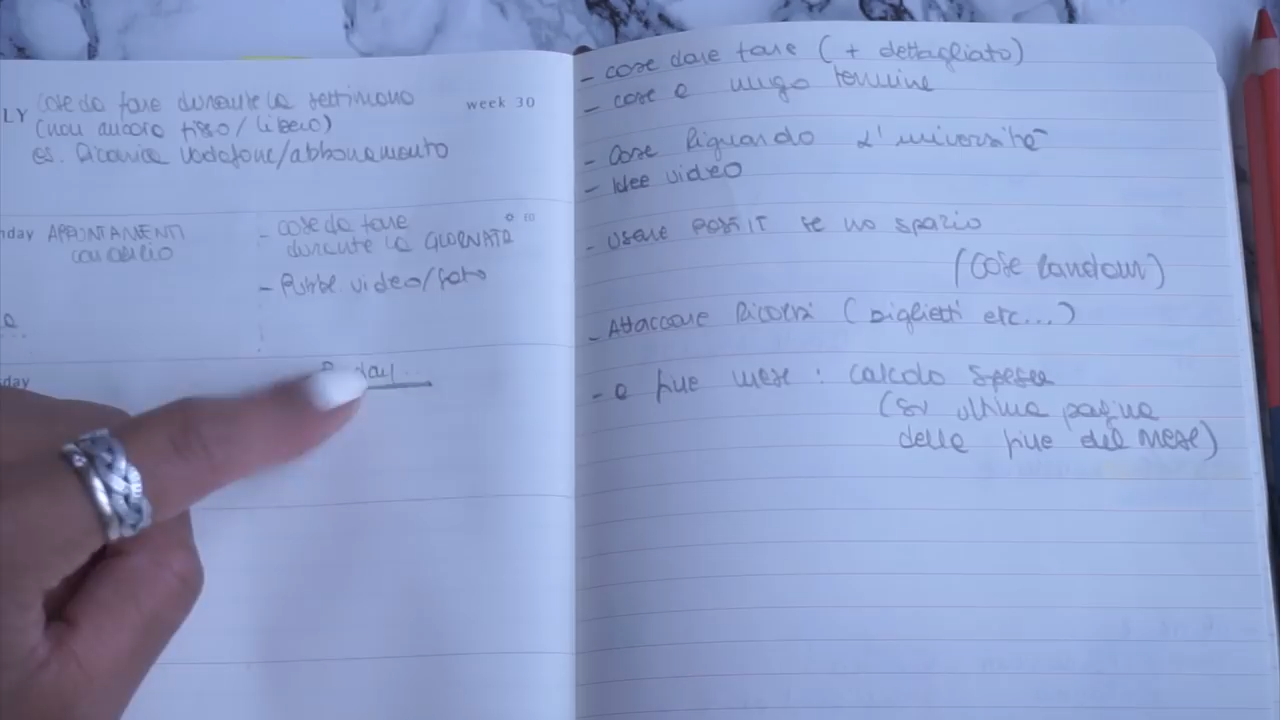 LY cose da fare durante la settimana week 30
(non ancora fisso/libero)
es. Ricarica vodafone/abbonamento
nday APPUNTAMENTI
con orario
- cose da fare
durante la GIORNATA
- Pubbl. video/foto
day
day
- cose dare fare (+ dettagliato)
- cose a lungo termine
- Cose Riguardo L'università
- Idee video
- Usare POST IT se no spazio
(Cose Random)
- Attaccare Ricordi (biglietti etc...)
- a fine mese : calcolo spese
(su ultima pagina
della fine del mese)